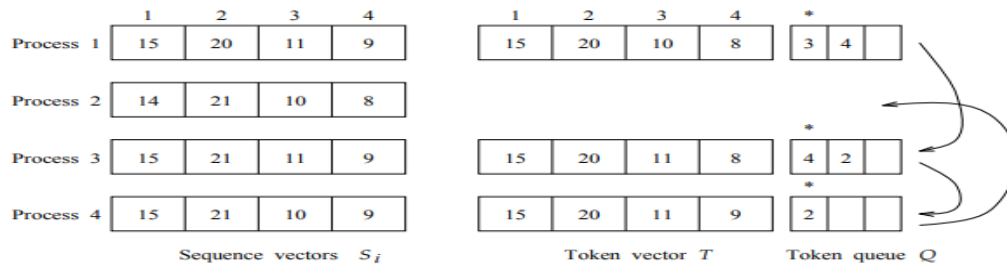 1 2 3 4 1 2 3 4 *
Process 1 15 20 11 9 15 20 10 8 3 4
Process 2 14 21 10 8
*
Process 3 15 21 11 9 15 20 11 8 4 2
*
Process 4 15 21 10 9 15 20 11 9 2
Sequence vectors S i Token vector T Token queue Q